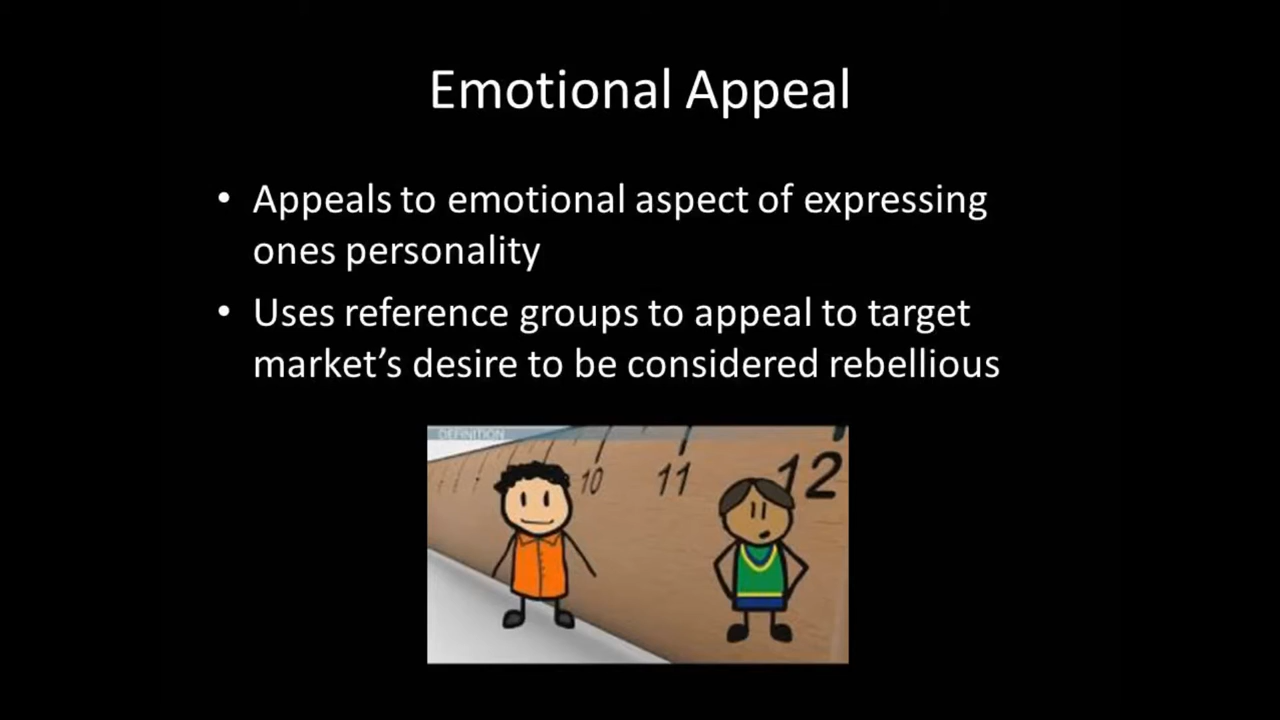 Emotional Appeal
• Appeals to emotional aspect of expressing
ones personality
• Uses reference groups to appeal to target
market’s desire to be considered rebellious
DEFINITION
10 11 12